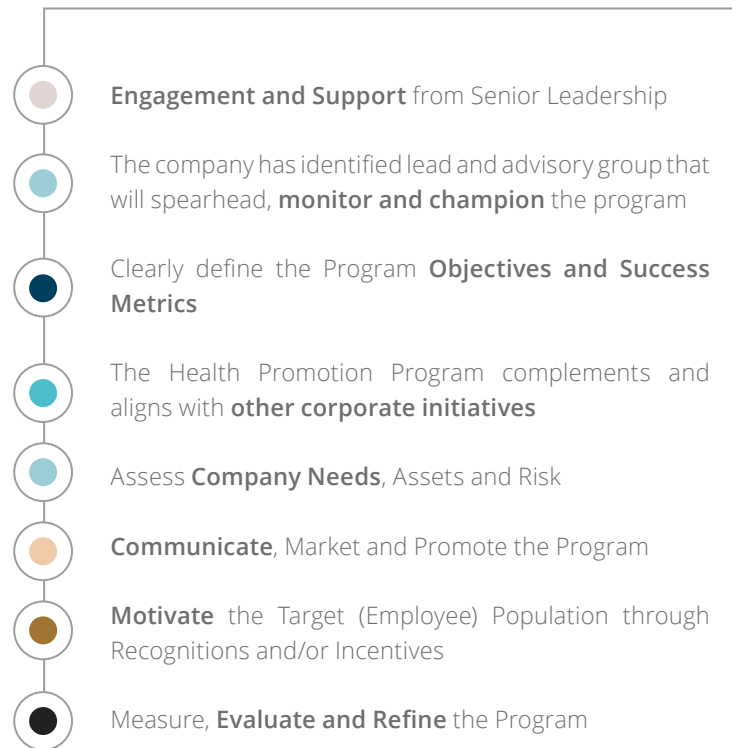 Engagement and Support from Senior Leadership
The company has identified lead and advisory group that
will spearhead, monitor and champion the program
Clearly define the Program Objectives and Success
Metrics
The Health Promotion Program complements and
aligns with other corporate initiatives
Assess Company Needs, Assets and Risk
Communicate, Market and Promote the Program
Motivate the Target (Employee) Population through
Recognitions and/or Incentives
Measure, Evaluate and Refine the Program